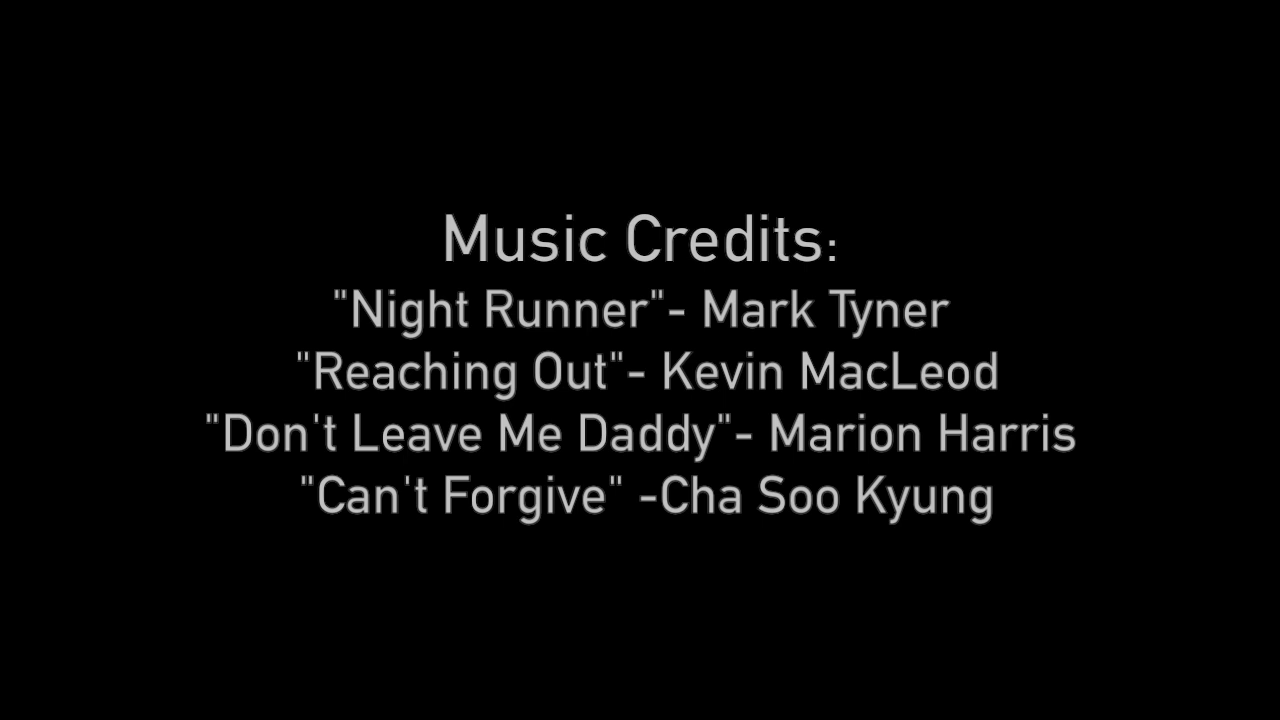 Music Credits:
"Night Runner"- Mark Tyner
"Reaching Out"- Kevin MacLeod
"Don't Leave Me Daddy"- Marion Harris
"Can't Forgive" -Cha Soo Kyung